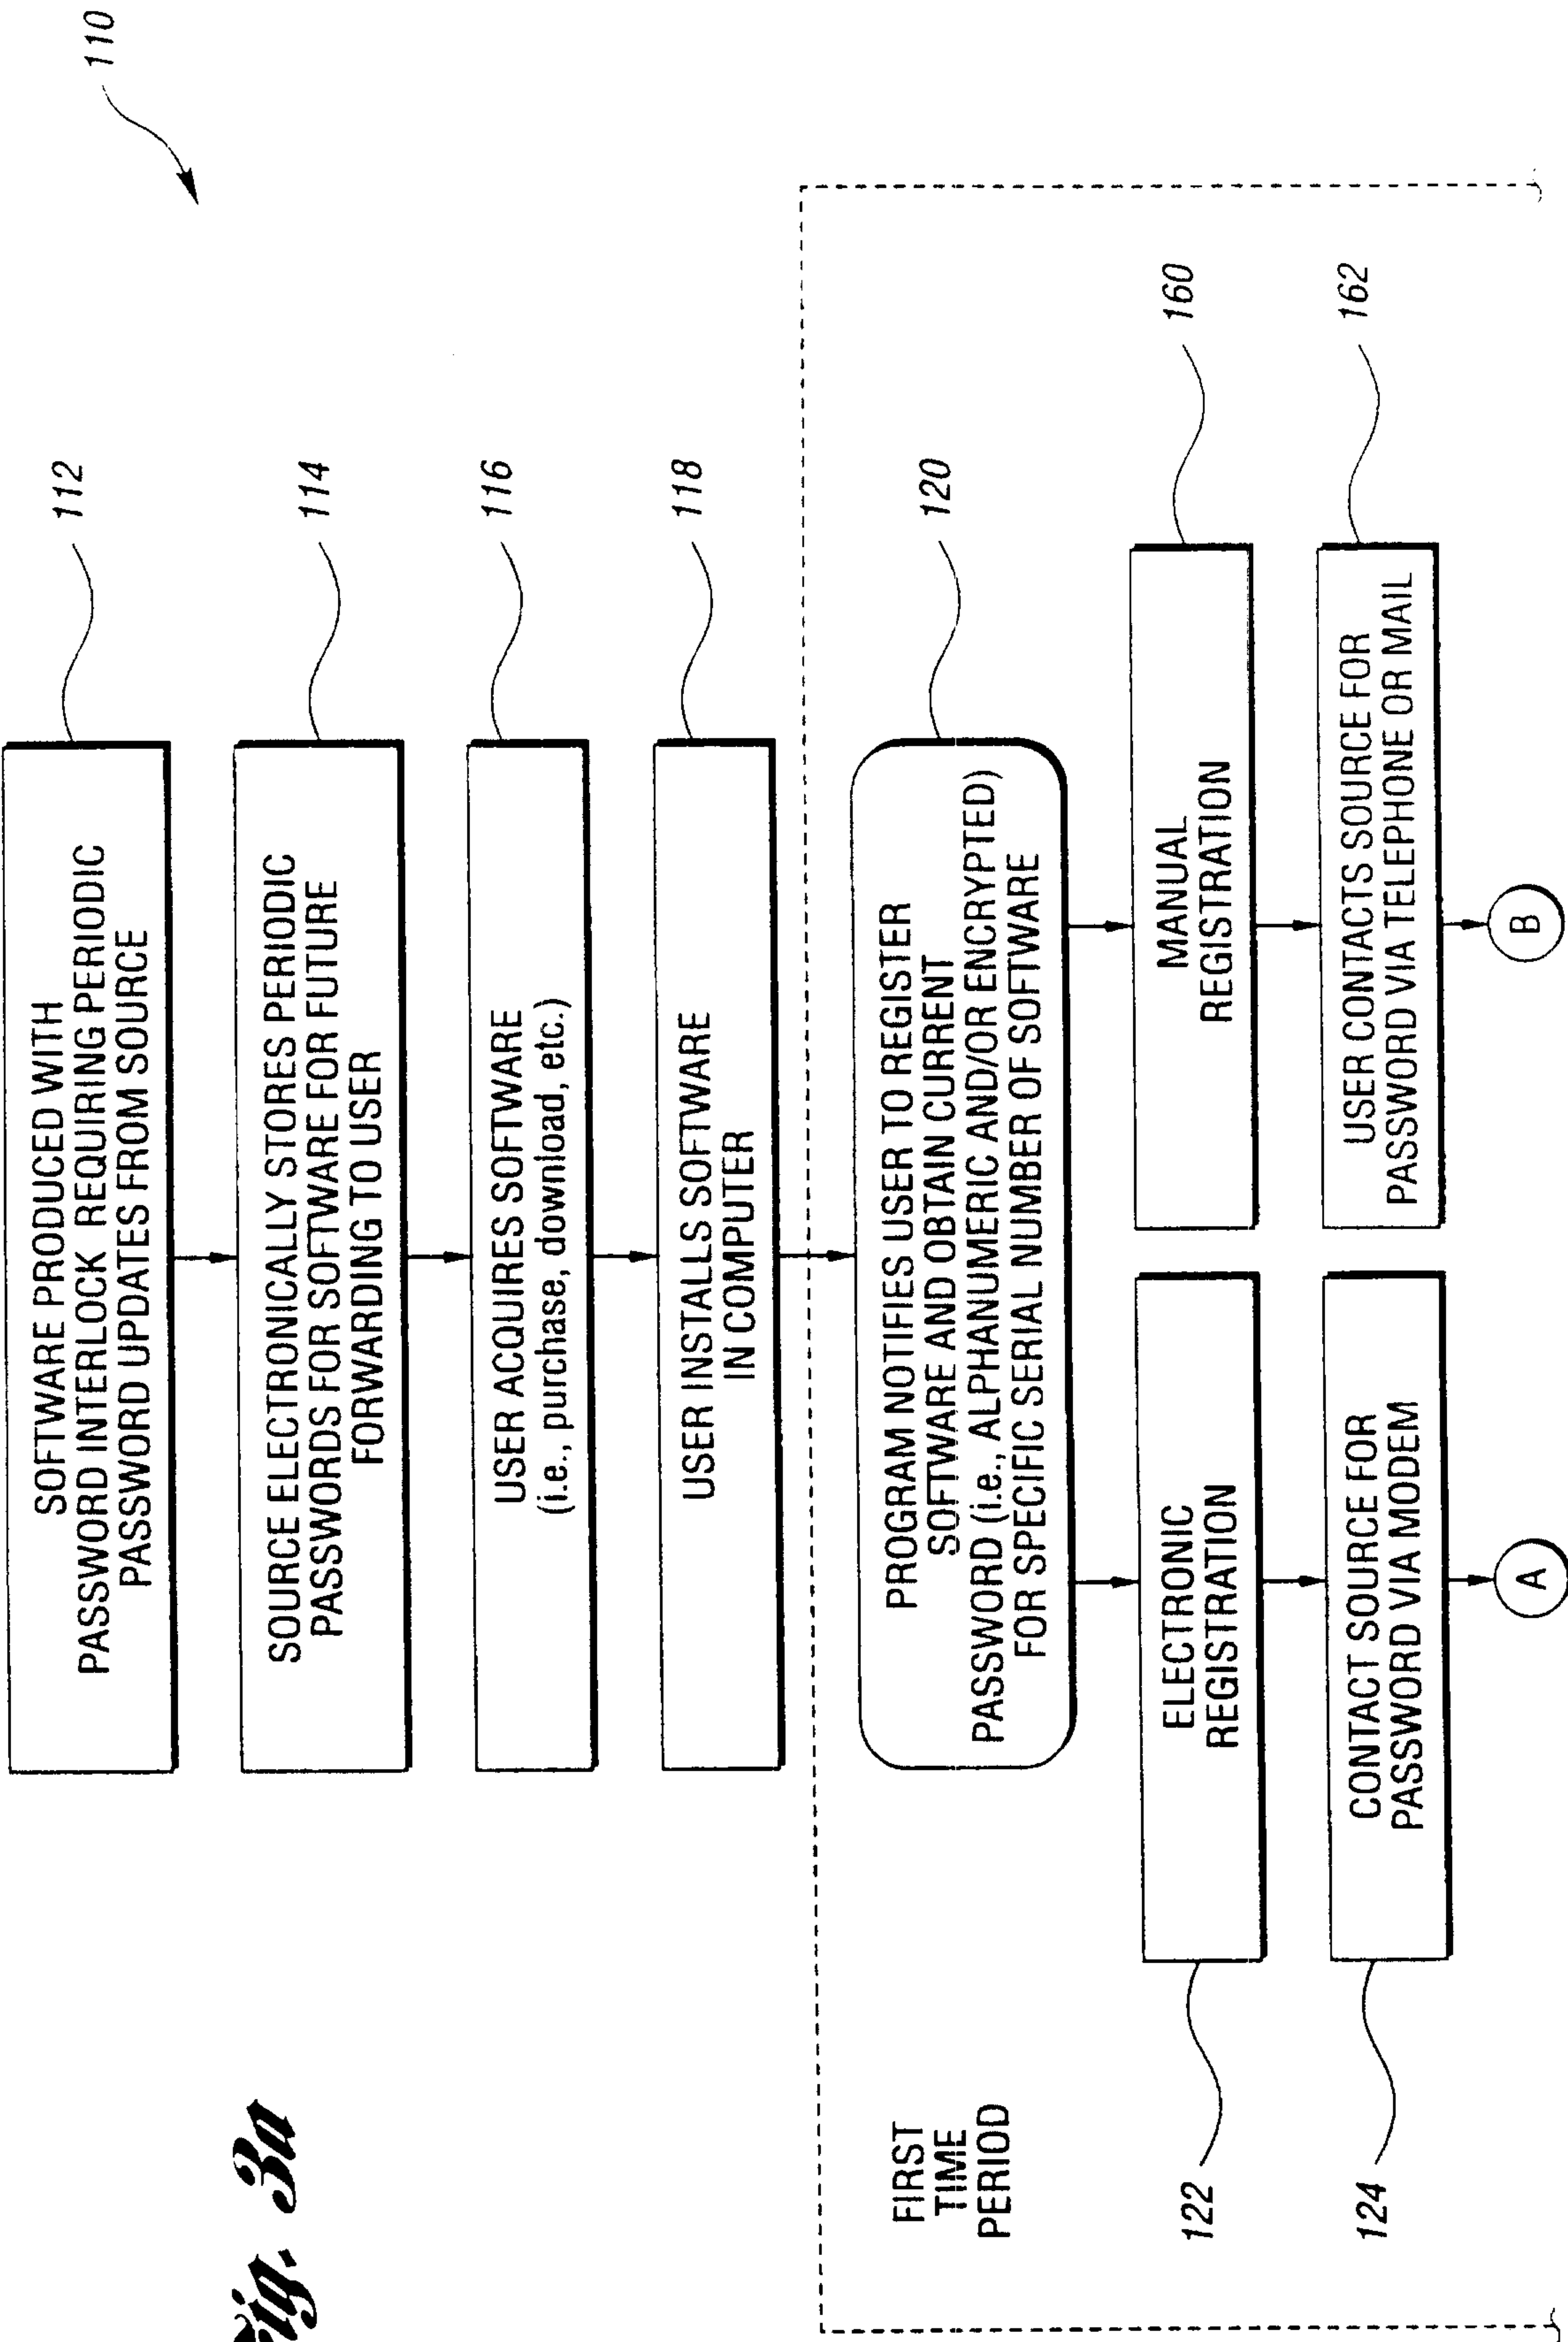 110
SOFTWARE PRODUCED WITH
PASSWORD INTERLOCK REQUIRING PERIODIC
PASSWORD UPDATES FROM SOURCE
112
SOURCE ELECTRONICALLY STORES PERIODIC
PASSWORDS FOR SOFTWARE FOR FUTURE
FORWARDING TO USER
114
USER ACQUIRES SOFTWARE
(i.e., purchase, download, etc.)
116
USER INSTALLS SOFTWARE
IN COMPUTER
118
FIRST
TIME
PERIOD
PROGRAM NOTIFIES USER TO REGISTER
SOFTWARE AND OBTAIN CURRENT
PASSWORD (i.e., ALPHANUMERIC AND/OR ENCRYPTED)
FOR SPECIFIC SERIAL NUMBER OF SOFTWARE
120
122
ELECTRONIC
REGISTRATION
MANUAL
REGISTRATION
160
124
CONTACT SOURCE FOR
PASSWORD VIA MODEM
USER CONTACTS SOURCE FOR
PASSWORD VIA TELEPHONE OR MAIL
162
A
B
Fig. 3a